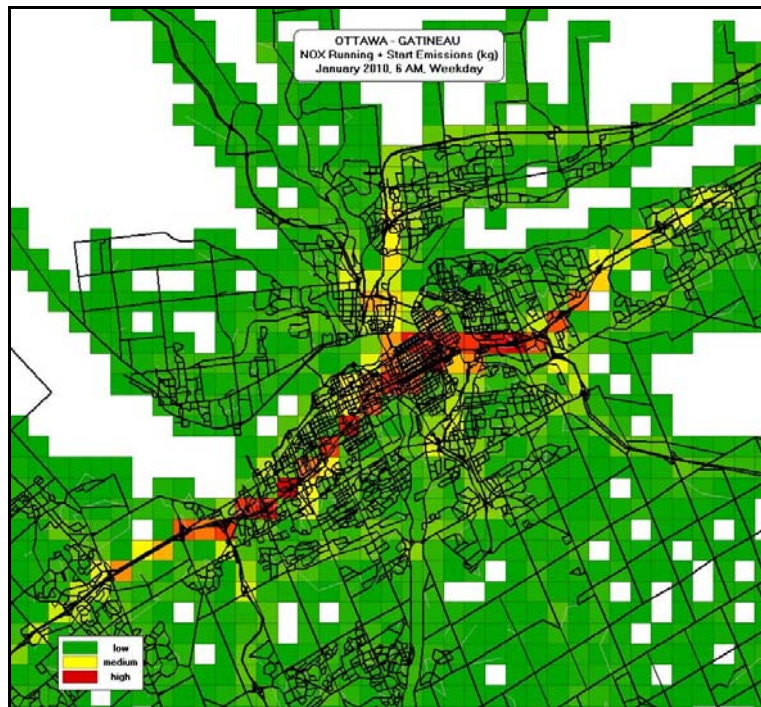 OTTAWA - GATINEAU
NOX Running + Start Emissions (kg)
January 2010, 6 AM, Weekday
low
medium
high